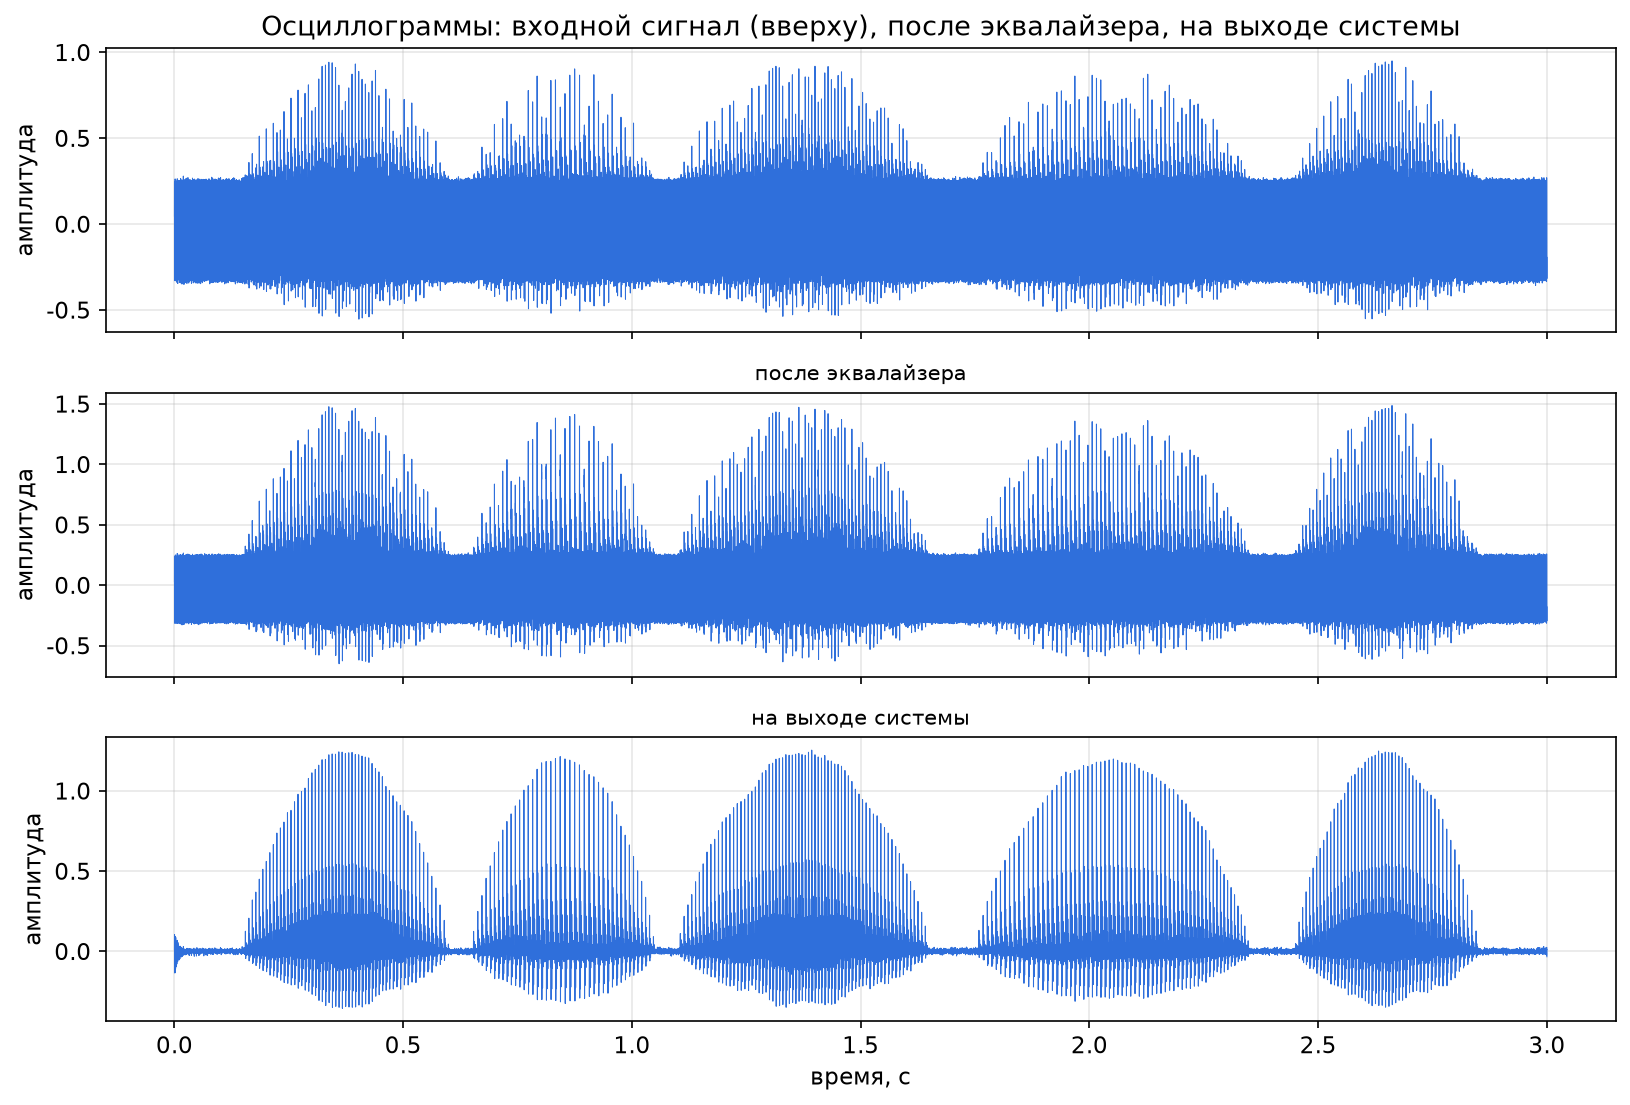 Осциллограммы: входной сигнал (вверху), после эквалайзера, на выходе системы
1.0
0.5
0.0
-0.5
амплитуда
после эквалайзера
1.5
1.0
0.5
0.0
-0.5
амплитуда
на выходе системы
1.0
0.5
0.0
амплитуда
0.0 0.5 1.0 1.5 2.0 2.5 3.0
время, с